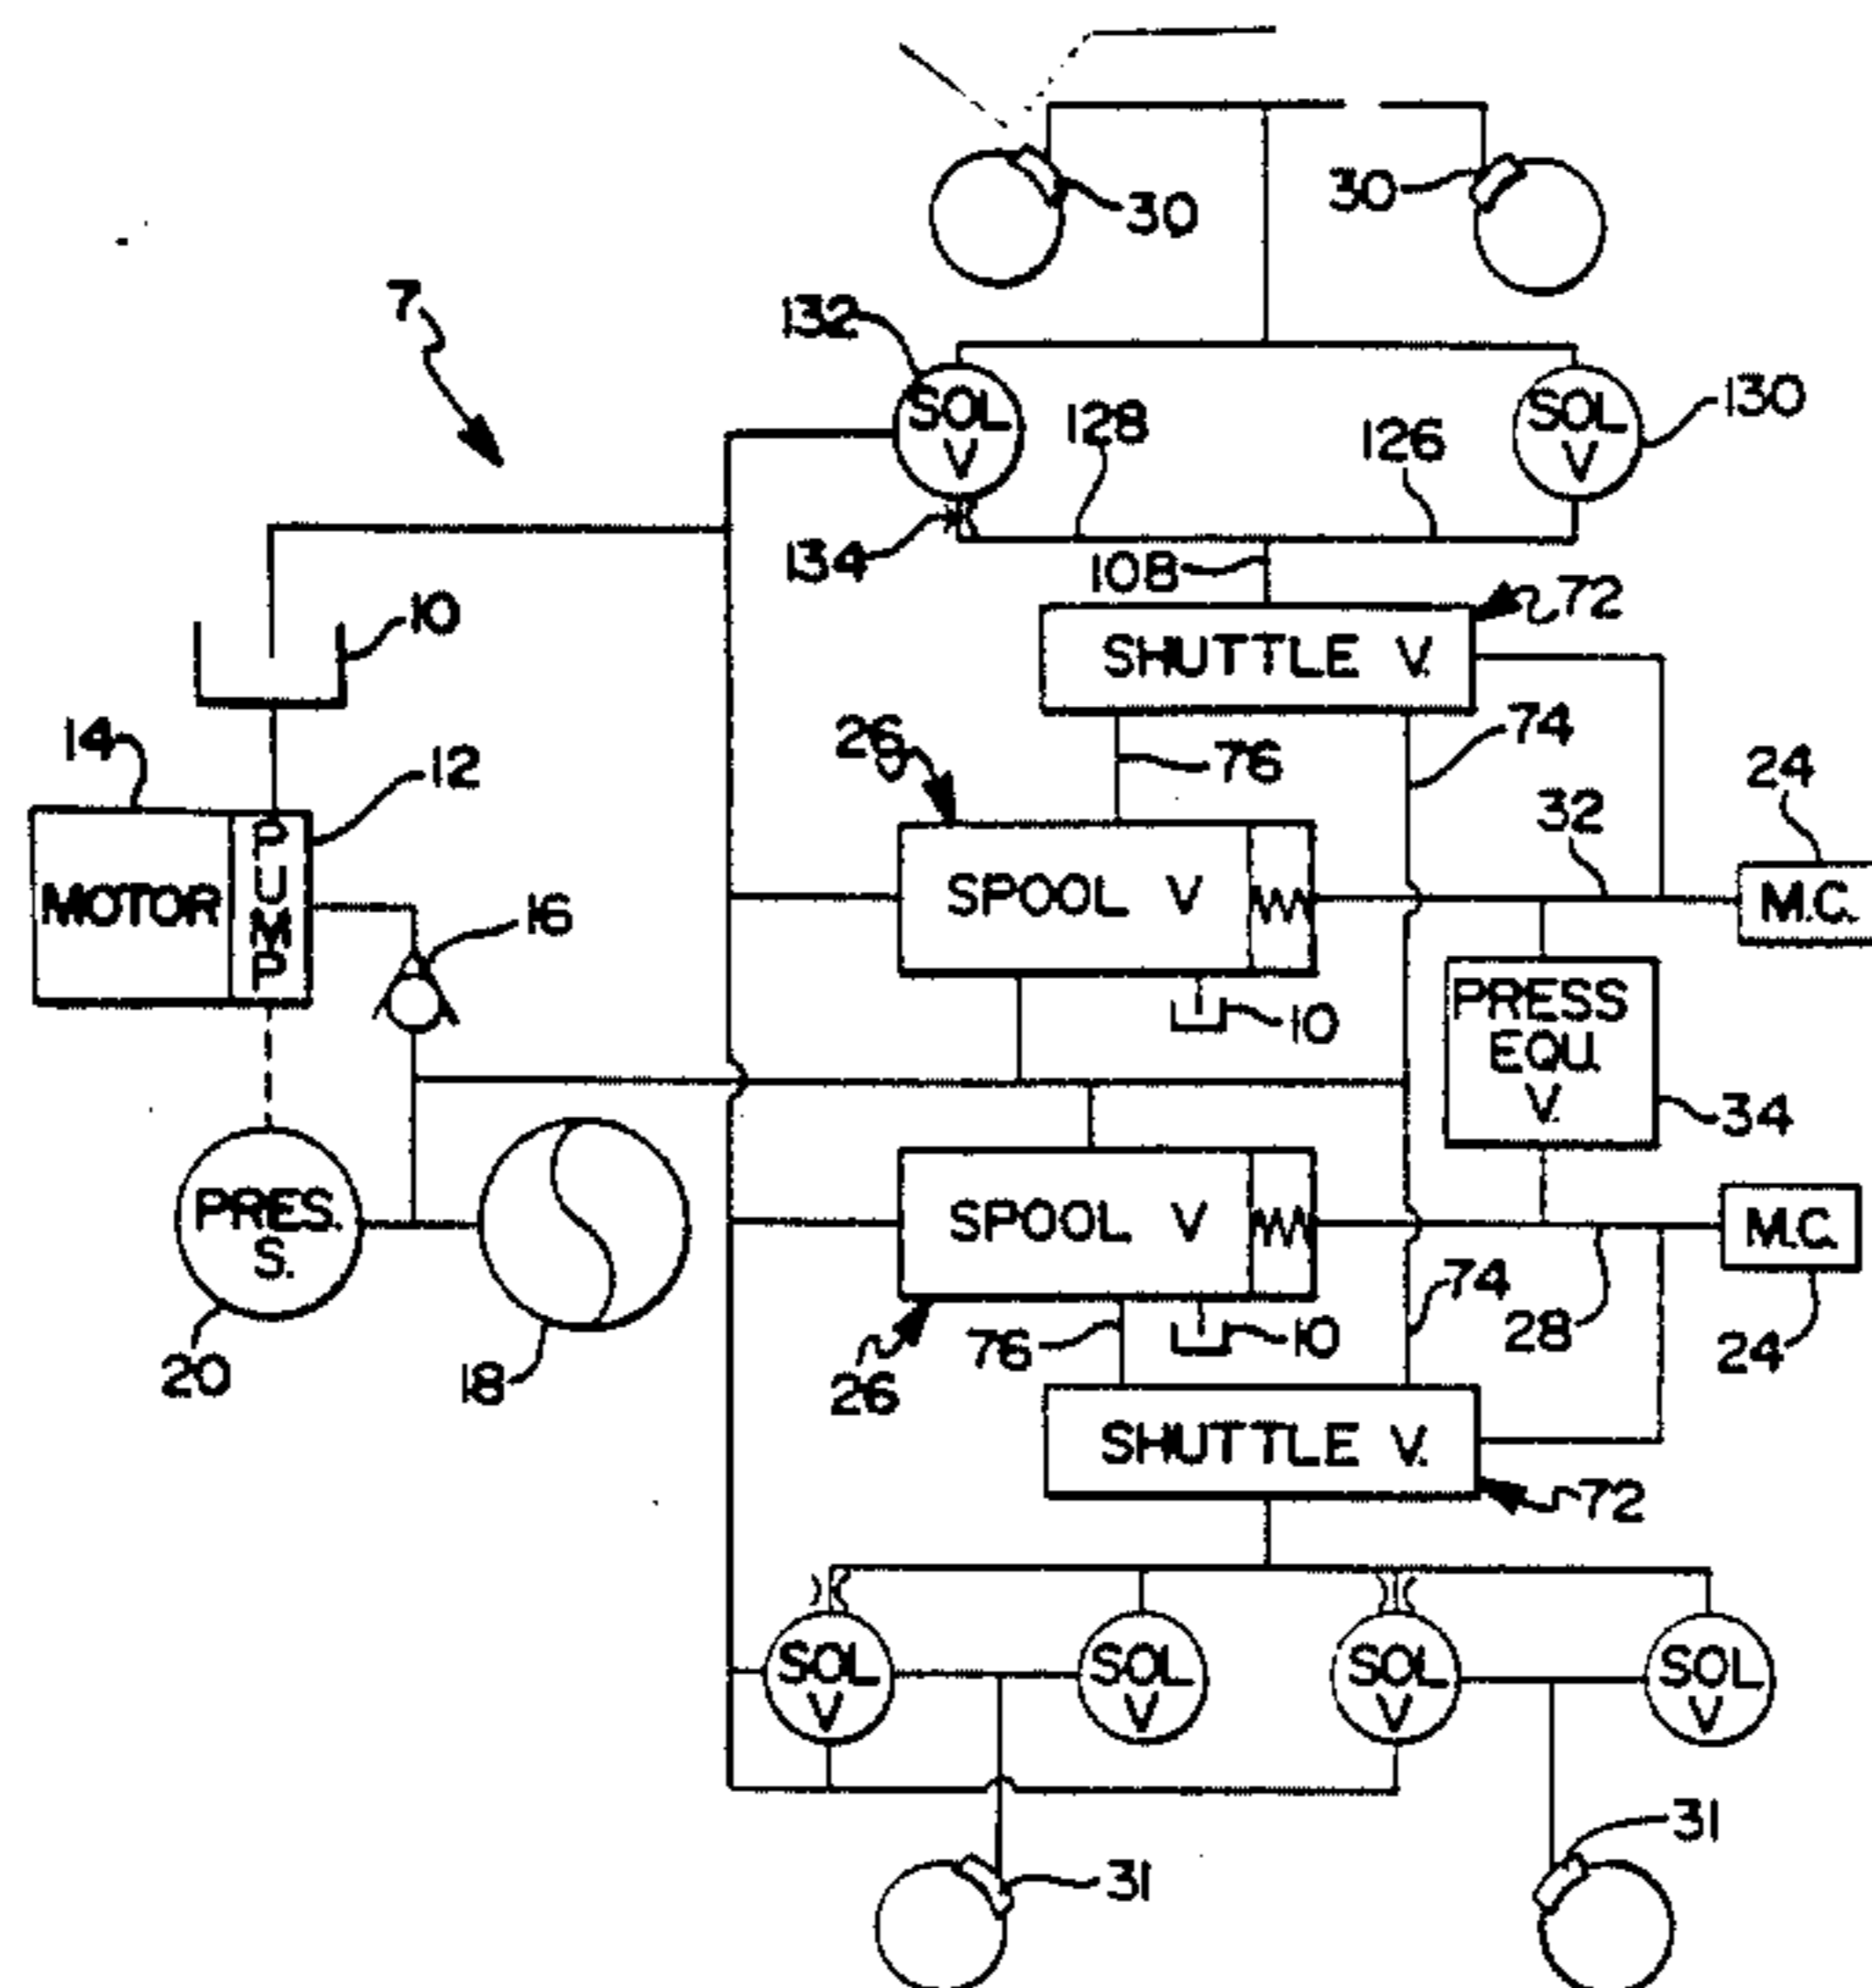 30
30
7
132
SOL
V
SOL
V
130
128
126
134
108
10
72
SHUTTLE V.
14
12
26
76
74
24
32
MOTOR
PUMP
SPOOL V
M.C.
16
10
PRESS
EQU.
V.
34
PRES.
S.
SPOOL V
M.C.
74
76
10
28
24
20
18
26
SHUTTLE V.
72
SOL
V
SOL
V
SOL
V
SOL
V
31
31